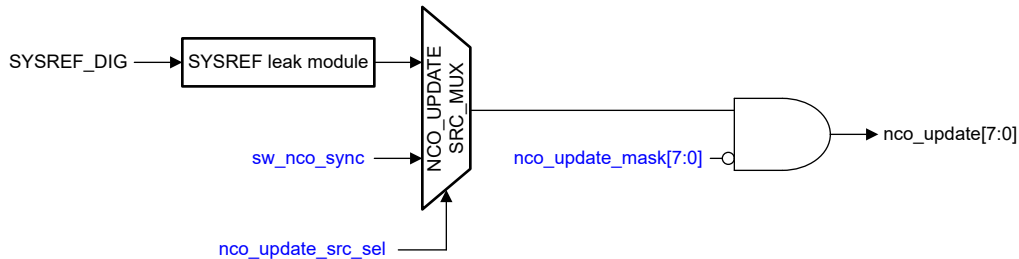 SYSREF_DIG
SYSREF leak module
NCO_UPDATE
SRC_MUX
sw_nco_sync
nco_update_mask[7:0]
nco_update[7:0]
nco_update_src_sel